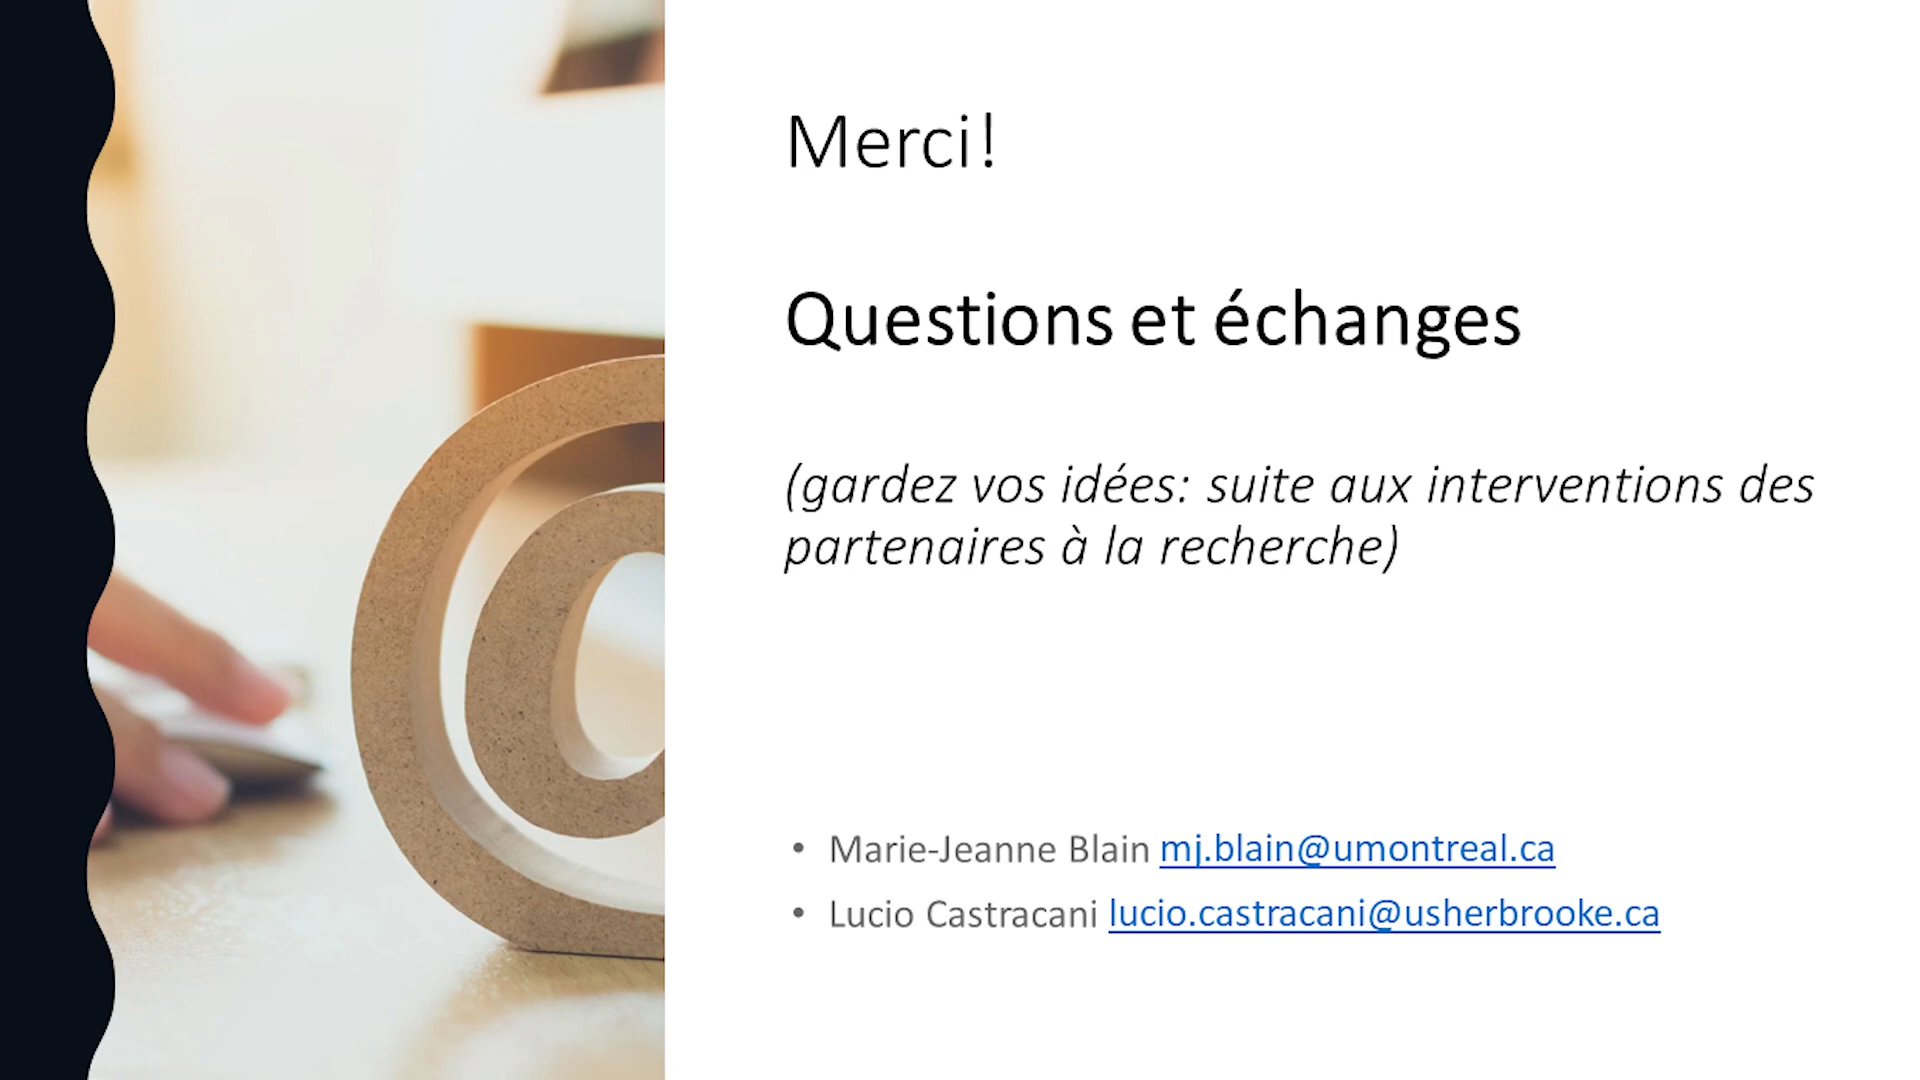 Merci!
Questions et échanges
(gardez vos idées: suite aux interventions des
partenaires à la recherche)
• Marie-Jeanne Blain mj.blain@umontreal.ca
• Lucio Castracani lucio.castracani@usherbrooke.ca